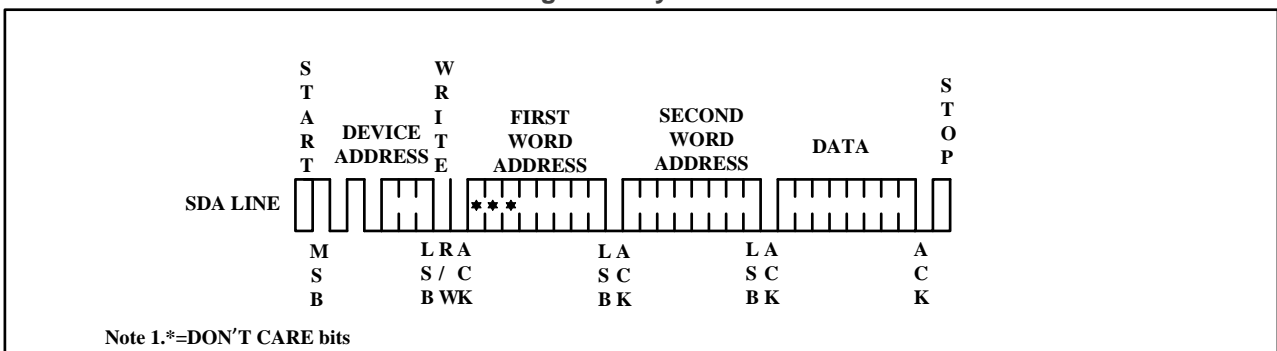 START
WRITE
STOP
DEVICE
ADDRESS
FIRST
WORD
ADDRESS
SECOND
WORD
ADDRESS
DATA
SDA LINE
* * *
MSB
LSB
R/W
ACK
LSB
ACK
LSB
ACK
ACK
Note 1.*=DON'T CARE bits